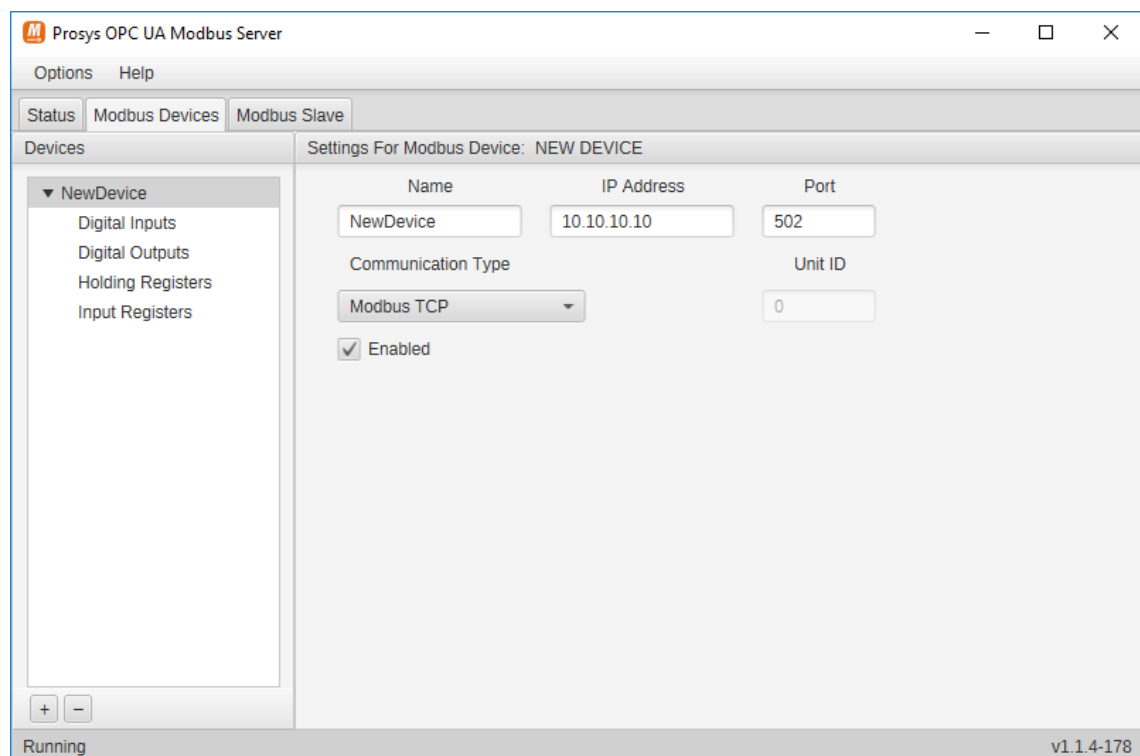 Prosys OPC UA Modbus Server
Options Help
Status Modbus Devices Modbus Slave
Devices
NewDevice
Digital Inputs
Digital Outputs
Holding Registers
Input Registers
+ −
Settings For Modbus Device: NEW DEVICE
Name IP Address Port
NewDevice 10.10.10.10 502
Communication Type Unit ID
Modbus TCP 0
Enabled
Running v1.1.4-178